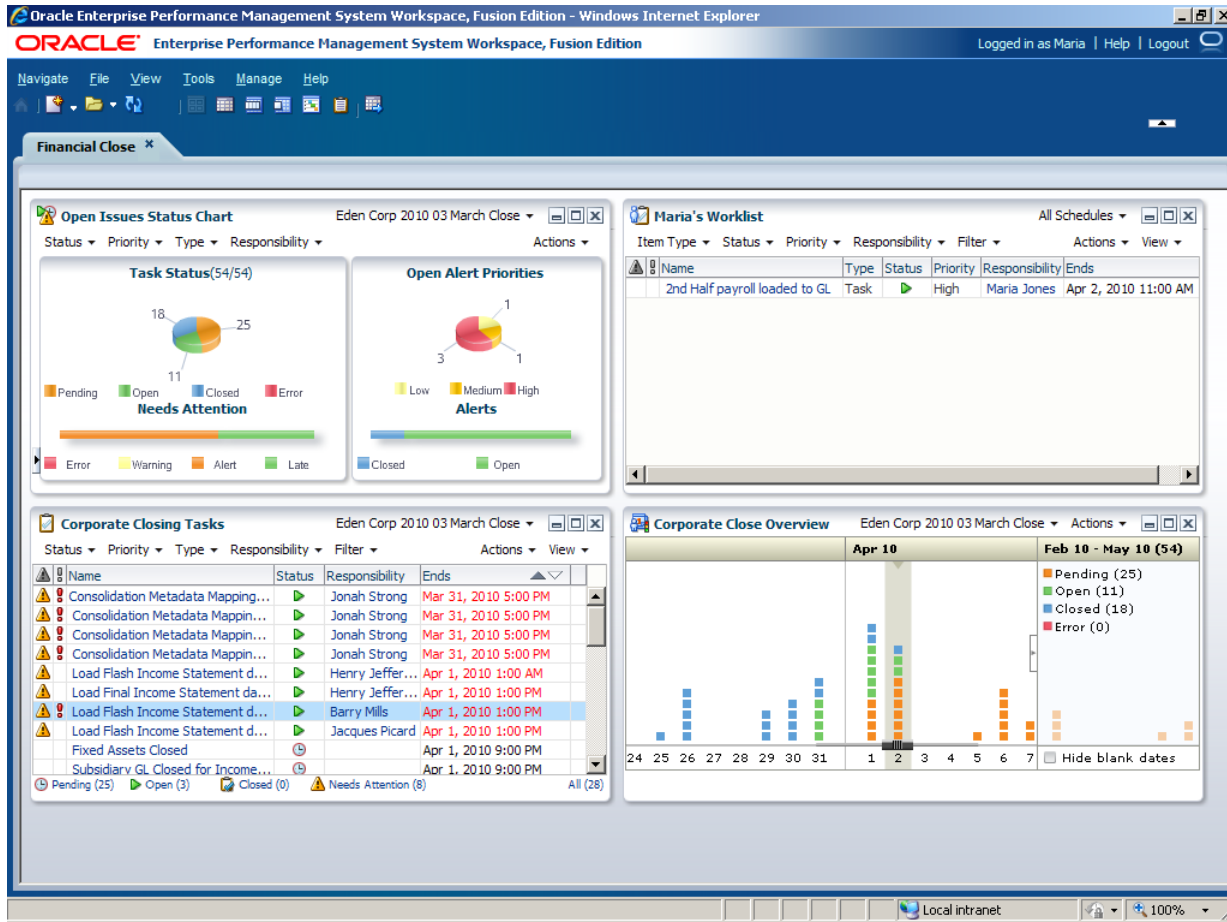 Oracle Enterprise Performance Management System Workspace, Fusion Edition - Windows Internet Explorer
ORACLE Enterprise Performance Management System Workspace, Fusion Edition
Logged in as Maria | Help | Logout
Navigate File View Tools Manage Help
Financial Close
Open Issues Status Chart Eden Corp 2010 03 March Close
Status Priority Type Responsibility Actions
Task Status(54/54)
18
25
11
Pending Open Closed Error
Needs Attention
Error Warning Alert Late
Open Alert Priorities
1
3
1
Low Medium High
Alerts
Closed Open
Maria's Worklist All Schedules
Item Type Status Priority Responsibility Filter Actions View
Name Type Status Priority Responsibility Ends
2nd Half payroll loaded to GL Task High Maria Jones Apr 2, 2010 11:00 AM
Corporate Closing Tasks Eden Corp 2010 03 March Close
Status Priority Type Responsibility Filter Actions View
Name Status Responsibility Ends
Consolidation Metadata Mapping... Jonah Strong Mar 31, 2010 5:00 PM
Consolidation Metadata Mappin... Jonah Strong Mar 31, 2010 5:00 PM
Consolidation Metadata Mappin... Jonah Strong Mar 31, 2010 5:00 PM
Consolidation Metadata Mappin... Jonah Strong Mar 31, 2010 5:00 PM
Load Flash Income Statement d... Henry Jeffer... Apr 1, 2010 1:00 AM
Load Final Income Statement da... Henry Jeffer... Apr 1, 2010 1:00 PM
Load Flash Income Statement d... Barry Mills Apr 1, 2010 1:00 PM
Load Flash Income Statement d... Jacques Picard Apr 1, 2010 1:00 PM
Fixed Assets Closed Apr 1, 2010 9:00 PM
Subsidiary GL Closed for Income... Apr 1, 2010 9:00 PM
Pending (25) Open (3) Closed (0) Needs Attention (8) All (28)
Corporate Close Overview Eden Corp 2010 03 March Close Actions
Apr 10 Feb 10 - May 10 (54)
Pending (25)
Open (11)
Closed (18)
Error (0)
24 25 26 27 28 29 30 31 1 2 3 4 5 6 7 Hide blank dates
Local intranet 100%